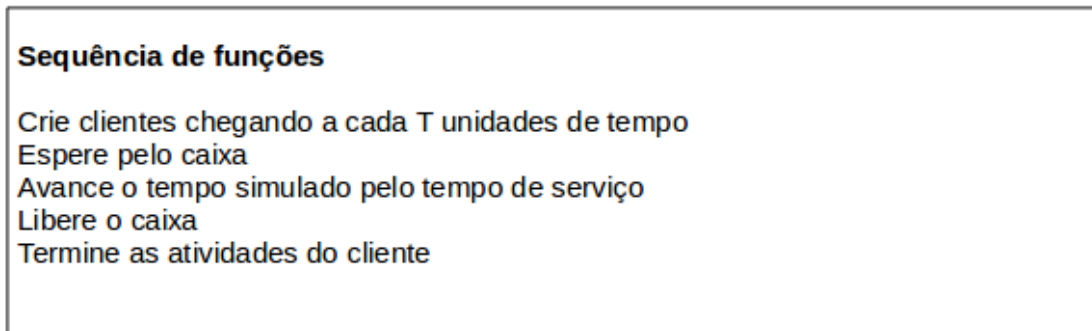 Sequência de funções
Crie clientes chegando a cada T unidades de tempo
Espere pelo caixa
Avance o tempo simulado pelo tempo de serviço
Libere o caixa
Termine as atividades do cliente